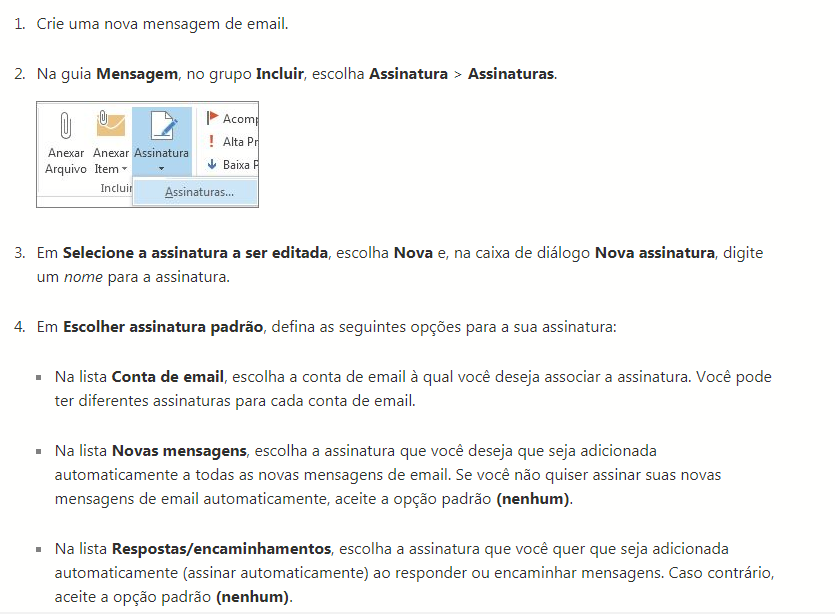 1. Crie uma nova mensagem de email.
2. Na guia Mensagem, no grupo Incluir, escolha Assinatura > Assinaturas.
Anexar Arquivo
Anexar Item
Assinatura
Acomp
Alta Pr
Baixa P
Incluir
Assinaturas...
3. Em Selecione a assinatura a ser editada, escolha Nova e, na caixa de diálogo Nova assinatura, digite
um nome para a assinatura.
4. Em Escolher assinatura padrão, defina as seguintes opções para a sua assinatura:
▪ Na lista Conta de email, escolha a conta de email à qual você deseja associar a assinatura. Você pode
ter diferentes assinaturas para cada conta de email.
▪ Na lista Novas mensagens, escolha a assinatura que você deseja que seja adicionada
automaticamente a todas as novas mensagens de email. Se você não quiser assinar suas novas
mensagens de email automaticamente, aceite a opção padrão (nenhum).
▪ Na lista Respostas/encaminhamentos, escolha a assinatura que você quer que seja adicionada
automaticamente (assinar automaticamente) ao responder ou encaminhar mensagens. Caso contrário,
aceite a opção padrão (nenhum).